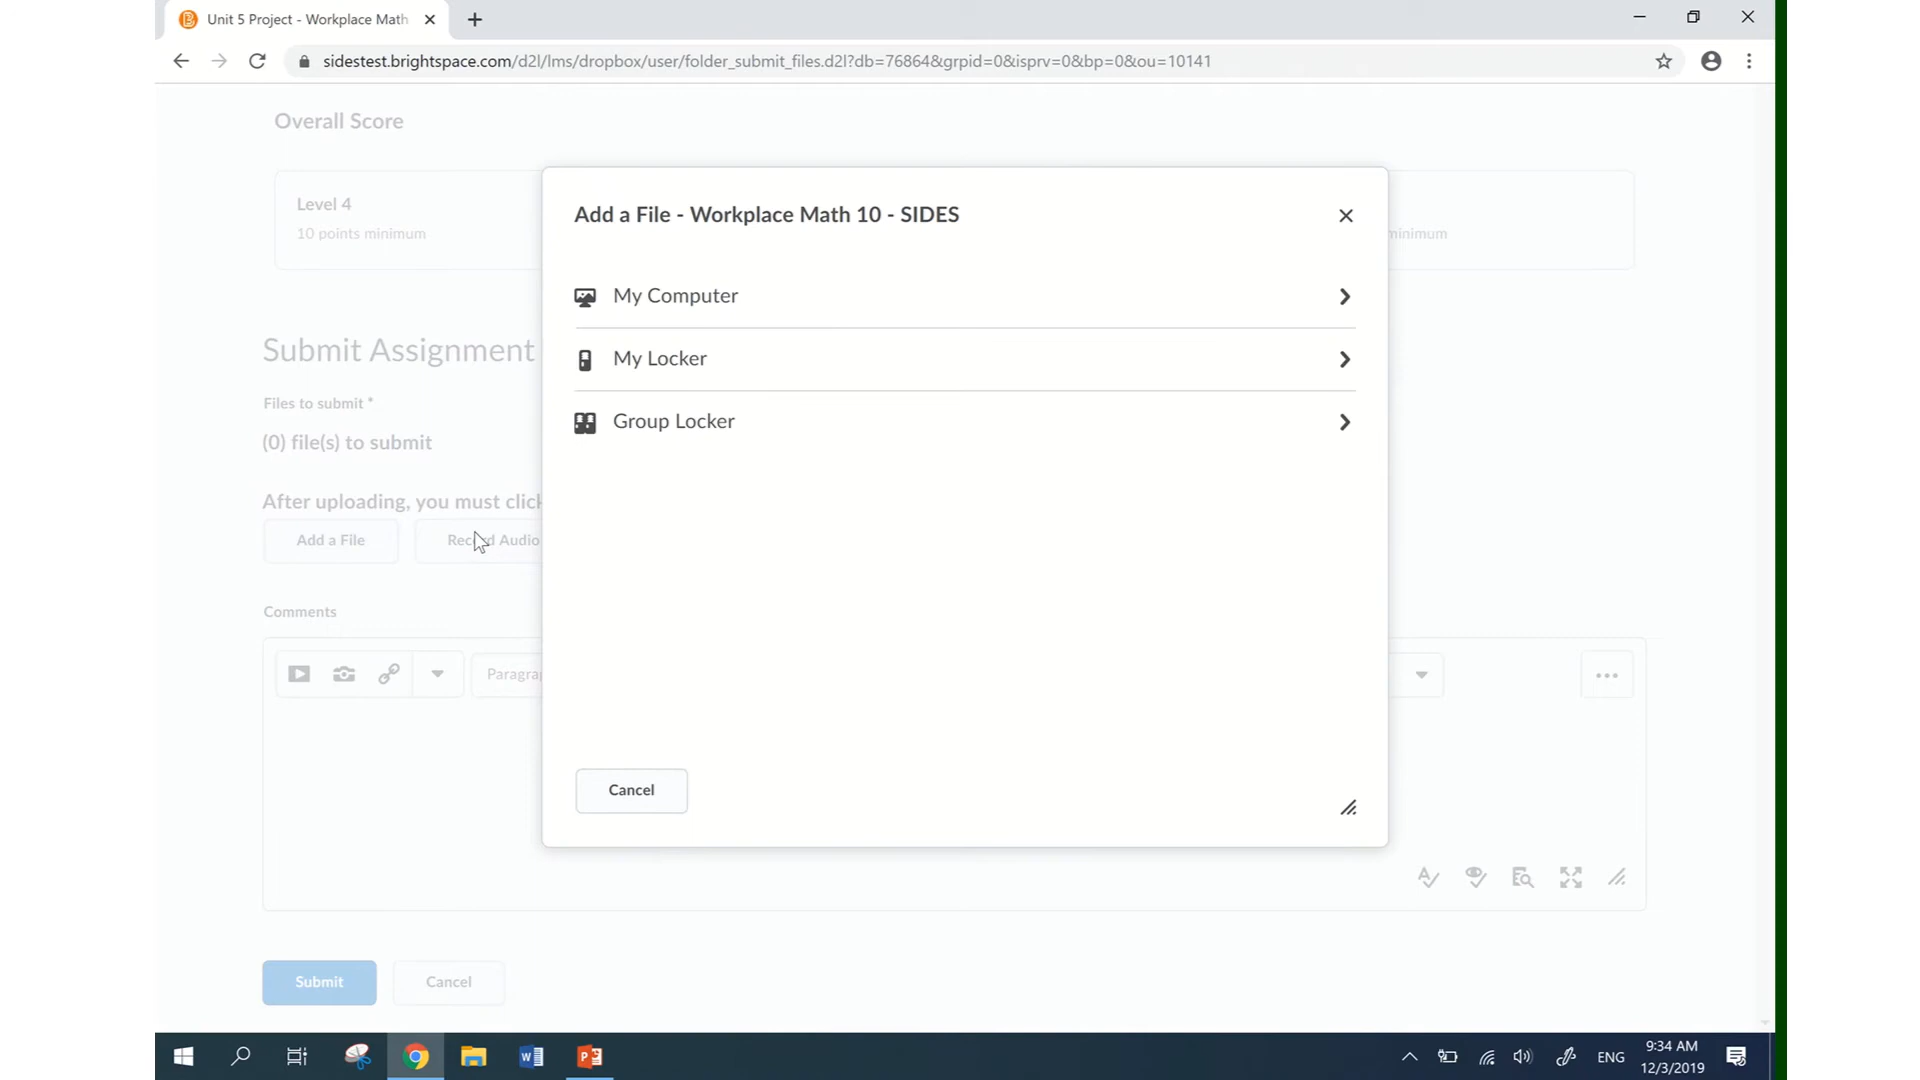 Unit 5 Project - Workplace Math
sidestest.brightspace.com/d2l/lms/dropbox/user/folder_submit_files.d2l?db=76864&grpid=0&isprv=0&bp=0&ou=10141
Overall Score
Level 4
10 points minimum
minimum
Add a File - Workplace Math 10 - SIDES
My Computer
My Locker
Group Locker
Cancel
Submit Assignment
Files to submit *
(0) file(s) to submit
After uploading, you must click
Add a File
Record Audio
Comments
Paragra
Submit
Cancel
ENG
9:34 AM
12/3/2019